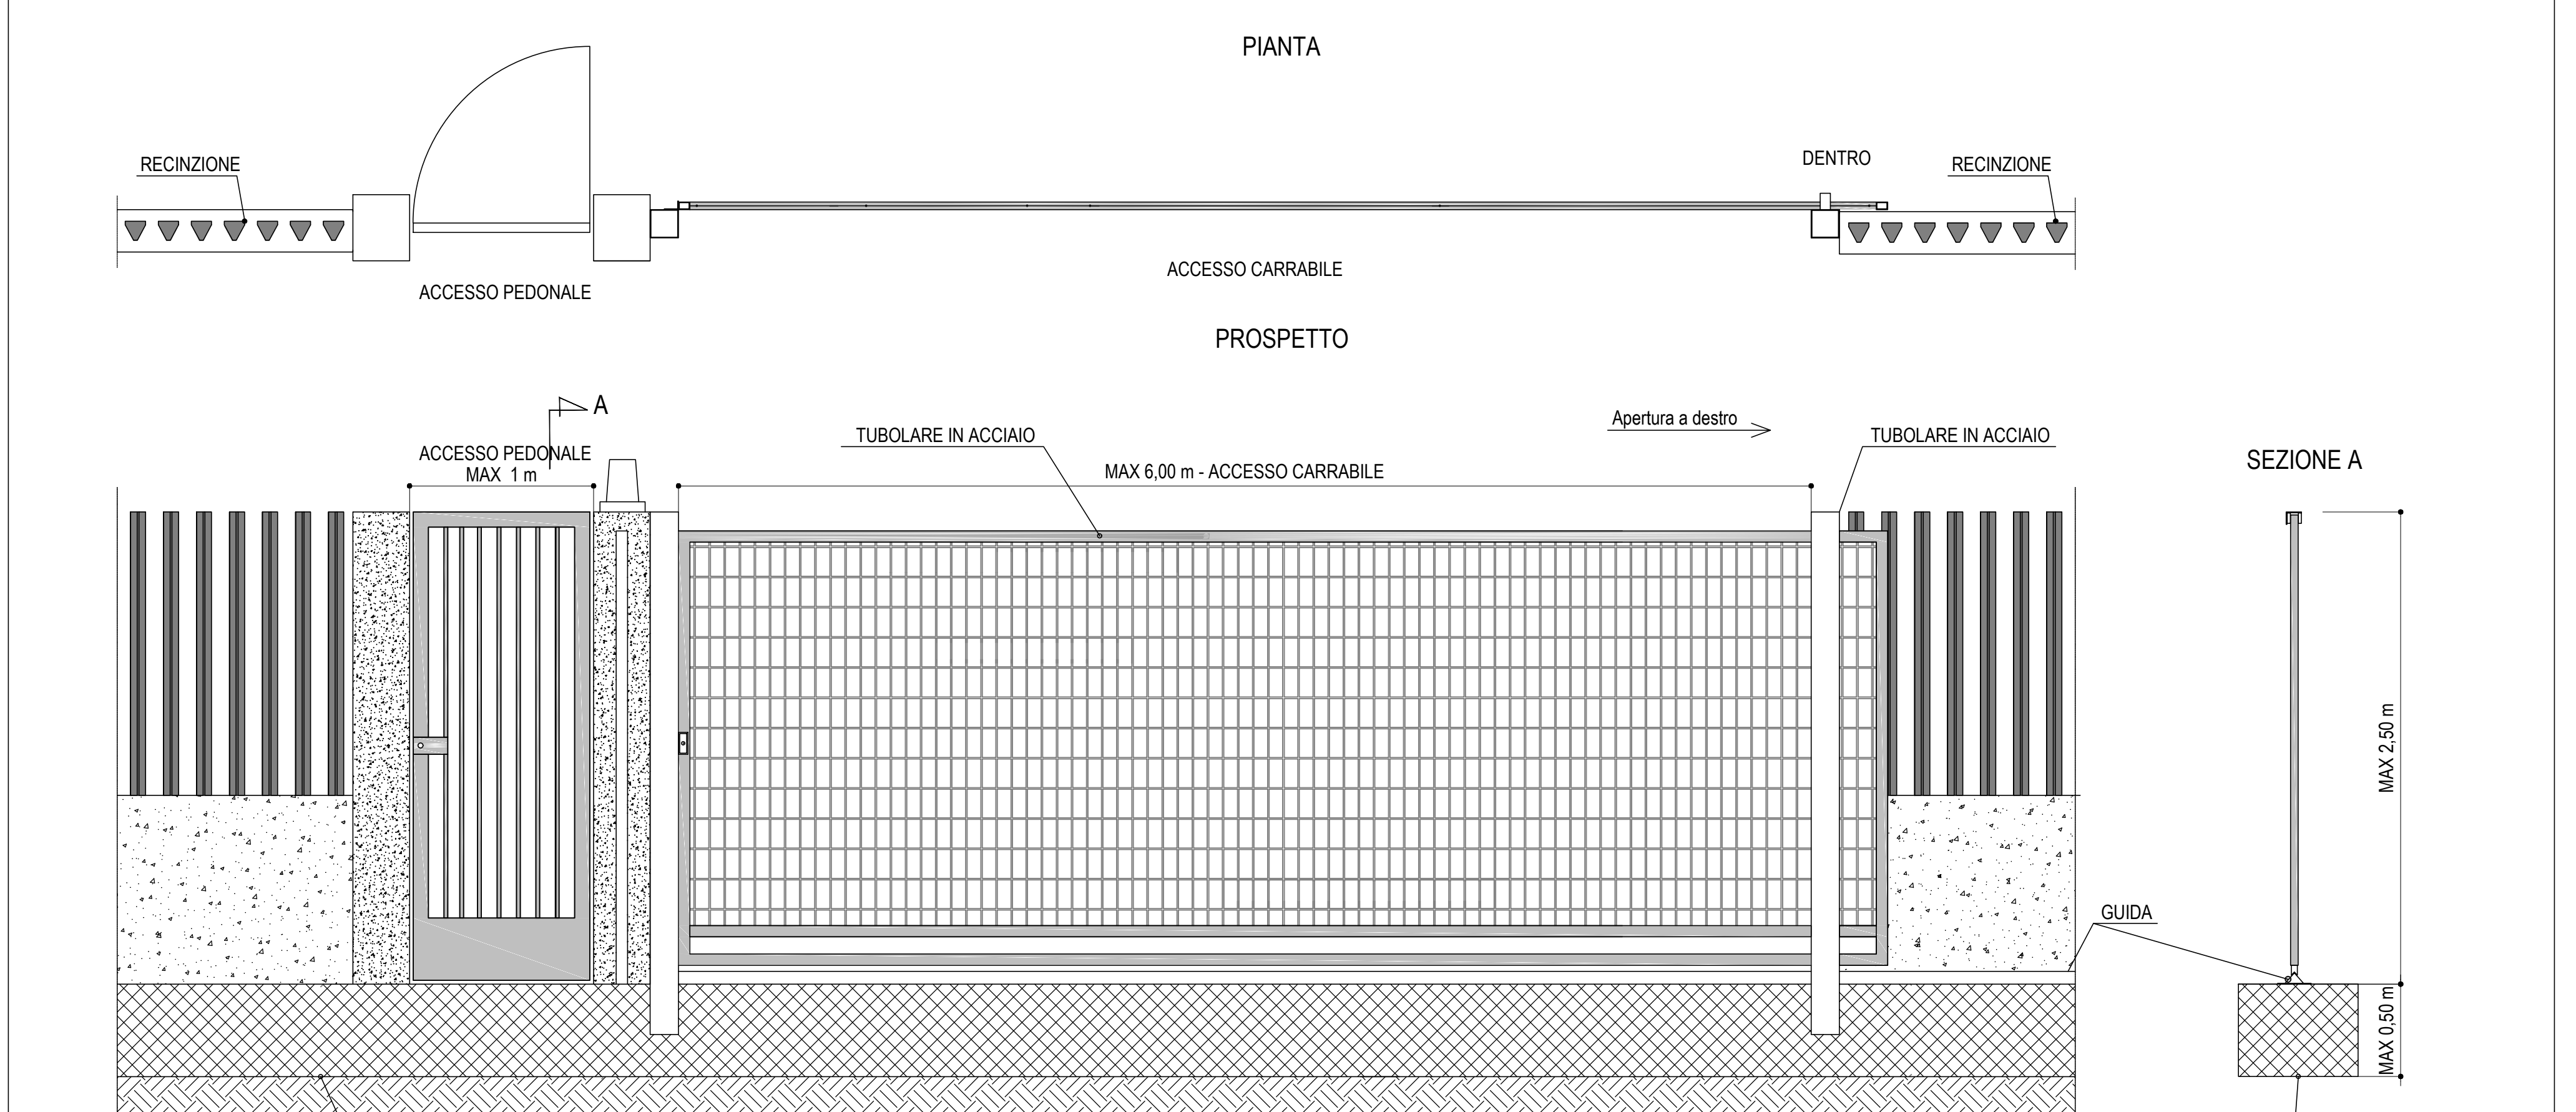 PIANTA
RECINZIONE
DENTRO
RECINZIONE
ACCESSO CARRABILE
ACCESSO PEDONALE
PROSPETTO
A
Apertura a destro
TUBOLARE IN ACCIAIO
TUBOLARE IN ACCIAIO
ACCESSO PEDONALE
MAX 1 m
MAX 6,00 m - ACCESSO CARRABILE
SEZIONE A
MAX 2,50 m
GUIDA
MAX 0,50 m